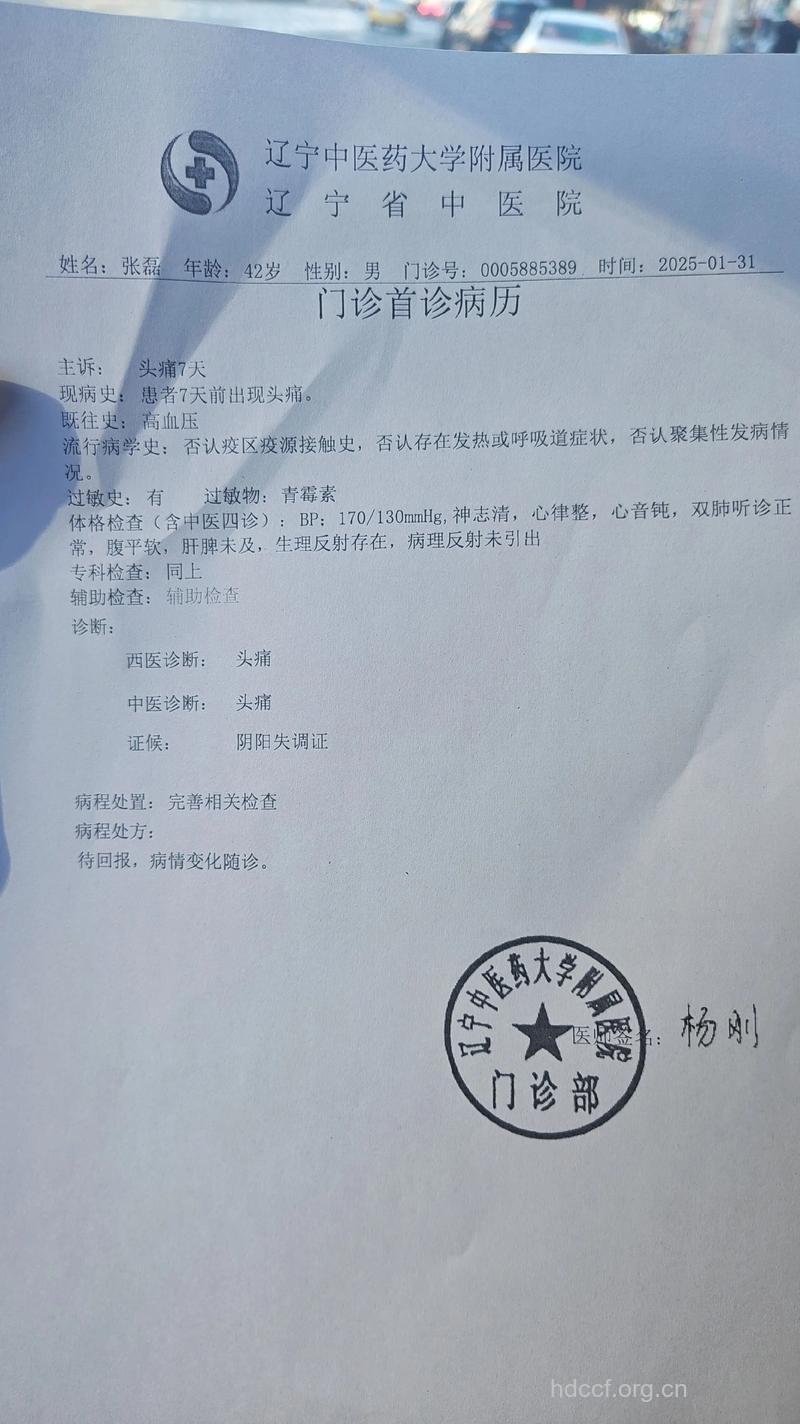 辽宁中医药大学附属医院
辽宁省中医院
姓名：张磊 年龄：42岁 性别：男 门诊号：0005885389 时间：2025-01-31
门诊首诊病历
主诉： 头痛7天
现病史：患者7天前出现头痛。
既往史：高血压
流行病学史：否认疫区疫源接触史，否认存在发热或呼吸道症状，否认聚集性发病情
况。
过敏史：有 过敏物：青霉素
体格检查（含中医四诊）：BP：170/130mmHg,神志清，心律整，心音钝，双肺听诊正
常，腹平软，肝脾未及，生理反射存在，病理反射未引出
专科检查：同上
辅助检查：辅助检查
诊断：
西医诊断： 头痛
中医诊断： 头痛
证候： 阴阳失调证
病程处置：完善相关检查
病程处方：
待回报，病情变化随诊。
辽宁中医药大学附属医院
医师签名：杨刚
门诊部
hdccf.org.cn